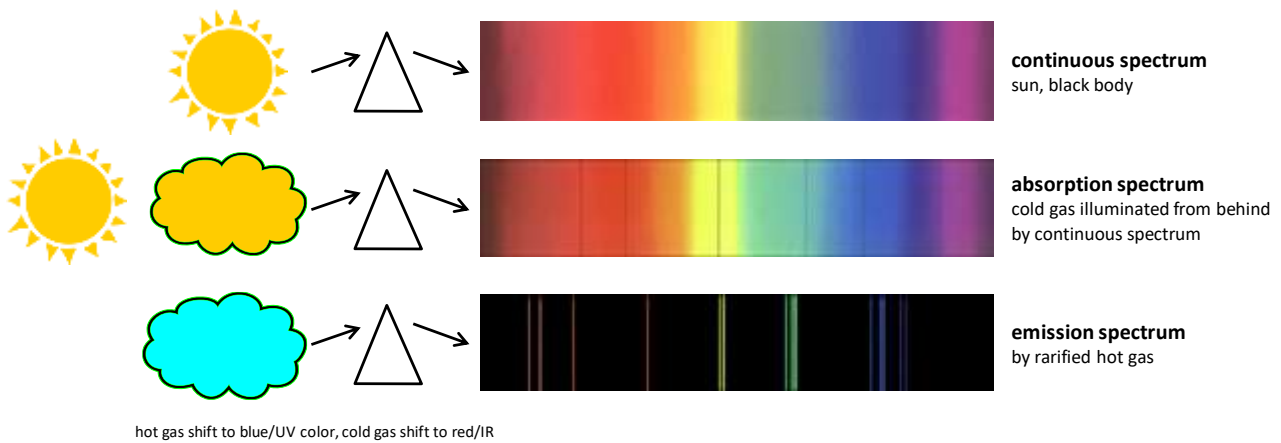 continuous spectrum
sun, black body
absorption spectrum
cold gas illuminated from behind
by continuous spectrum
emission spectrum
by rarified hot gas
hot gas shift to blue/UV color, cold gas shift to red/IR